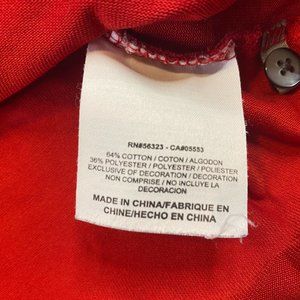 RN#56323 - CA#05553
64% COTTON / COTON / ALGODON
36% POLYESTER / POLYESTER / POLIESTER
EXCLUSIVE OF DECORATION / DECORATION
NON COMPRISE / NO INCLUYE LA
DECORACION
MADE IN CHINA/FABRIQUE EN
CHINE/HECHO EN CHINA